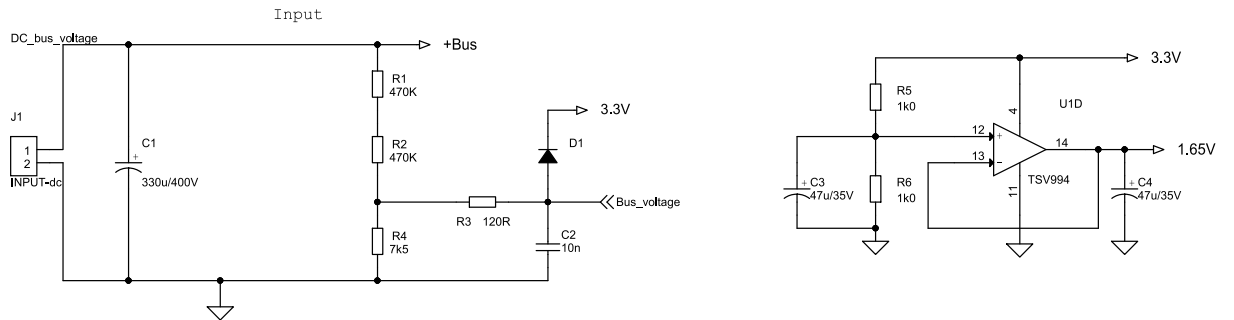 Input
DC_bus_voltage
+Bus
R1
470K
J1
1
2
INPUT-dc
C1
+
330u/400V
R2
470K
3.3V
D1
R3 120R
Bus_voltage
R4
7k5
C2
10n
3.3V
R5
1k0
4
U1D
12
+
13
-
14
1.65V
11
TSV994
C3
+
47u/35V
R6
1k0
C4
+
47u/35V